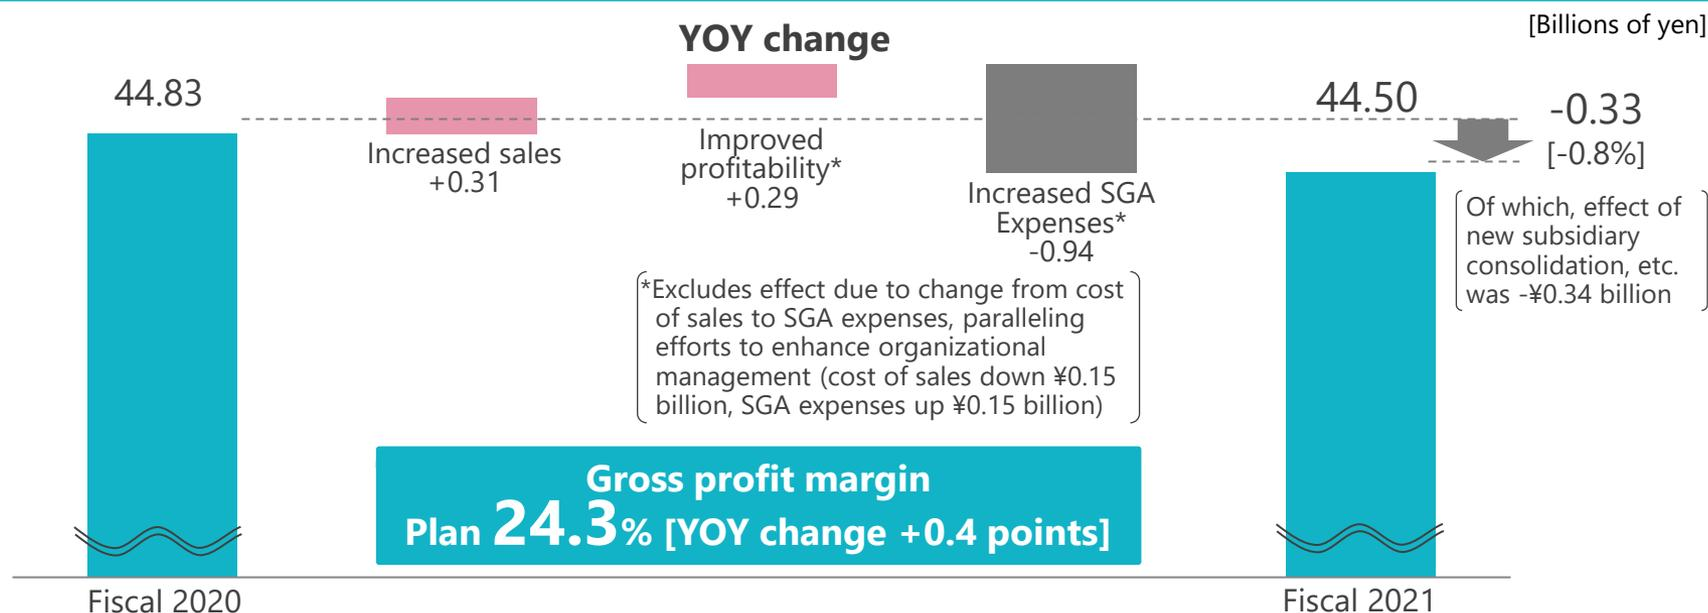 [Billions of yen]
YOY change
44.83
Increased sales
+0.31
Improved
profitability*
+0.29
Increased SGA
Expenses*
-0.94
44.50
-0.33
[-0.8%]
Of which, effect of
new subsidiary
consolidation, etc.
was -¥0.34 billion
*Excludes effect due to change from cost
of sales to SGA expenses, paralleling
efforts to enhance organizational
management (cost of sales down ¥0.15
billion, SGA expenses up ¥0.15 billion)
Gross profit margin
Plan 24.3% [YOY change +0.4 points]
Fiscal 2020
Fiscal 2021